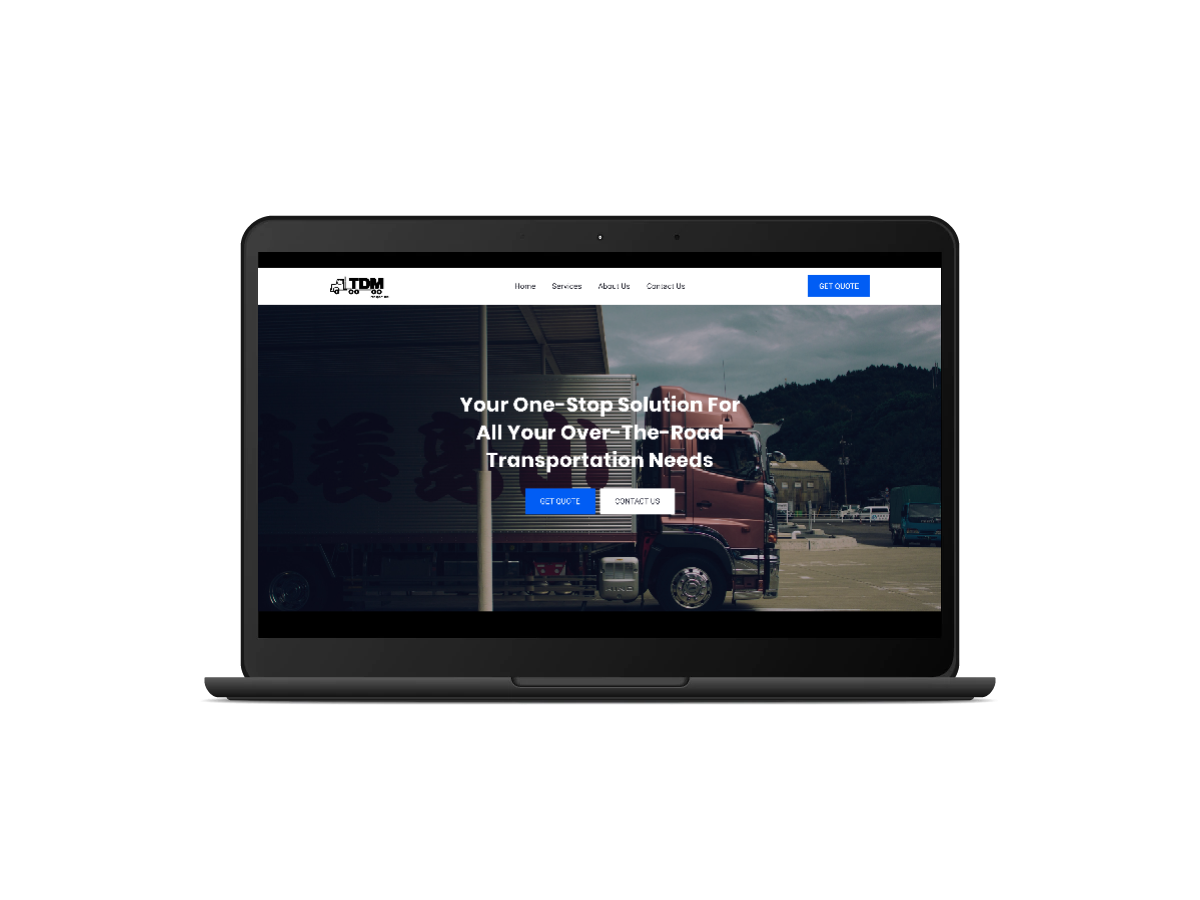 TDM
Home Services About Us Contact Us
GET QUOTE
Your One-Stop Solution For
All Your Over-The-Road
Transportation Needs
GET QUOTE CONTACT US